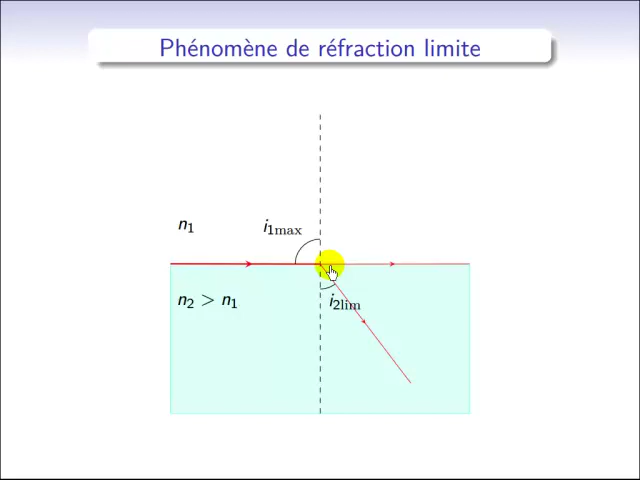 Phénomène de réfraction limite
n1
i1max
n2 > n1
i2lim